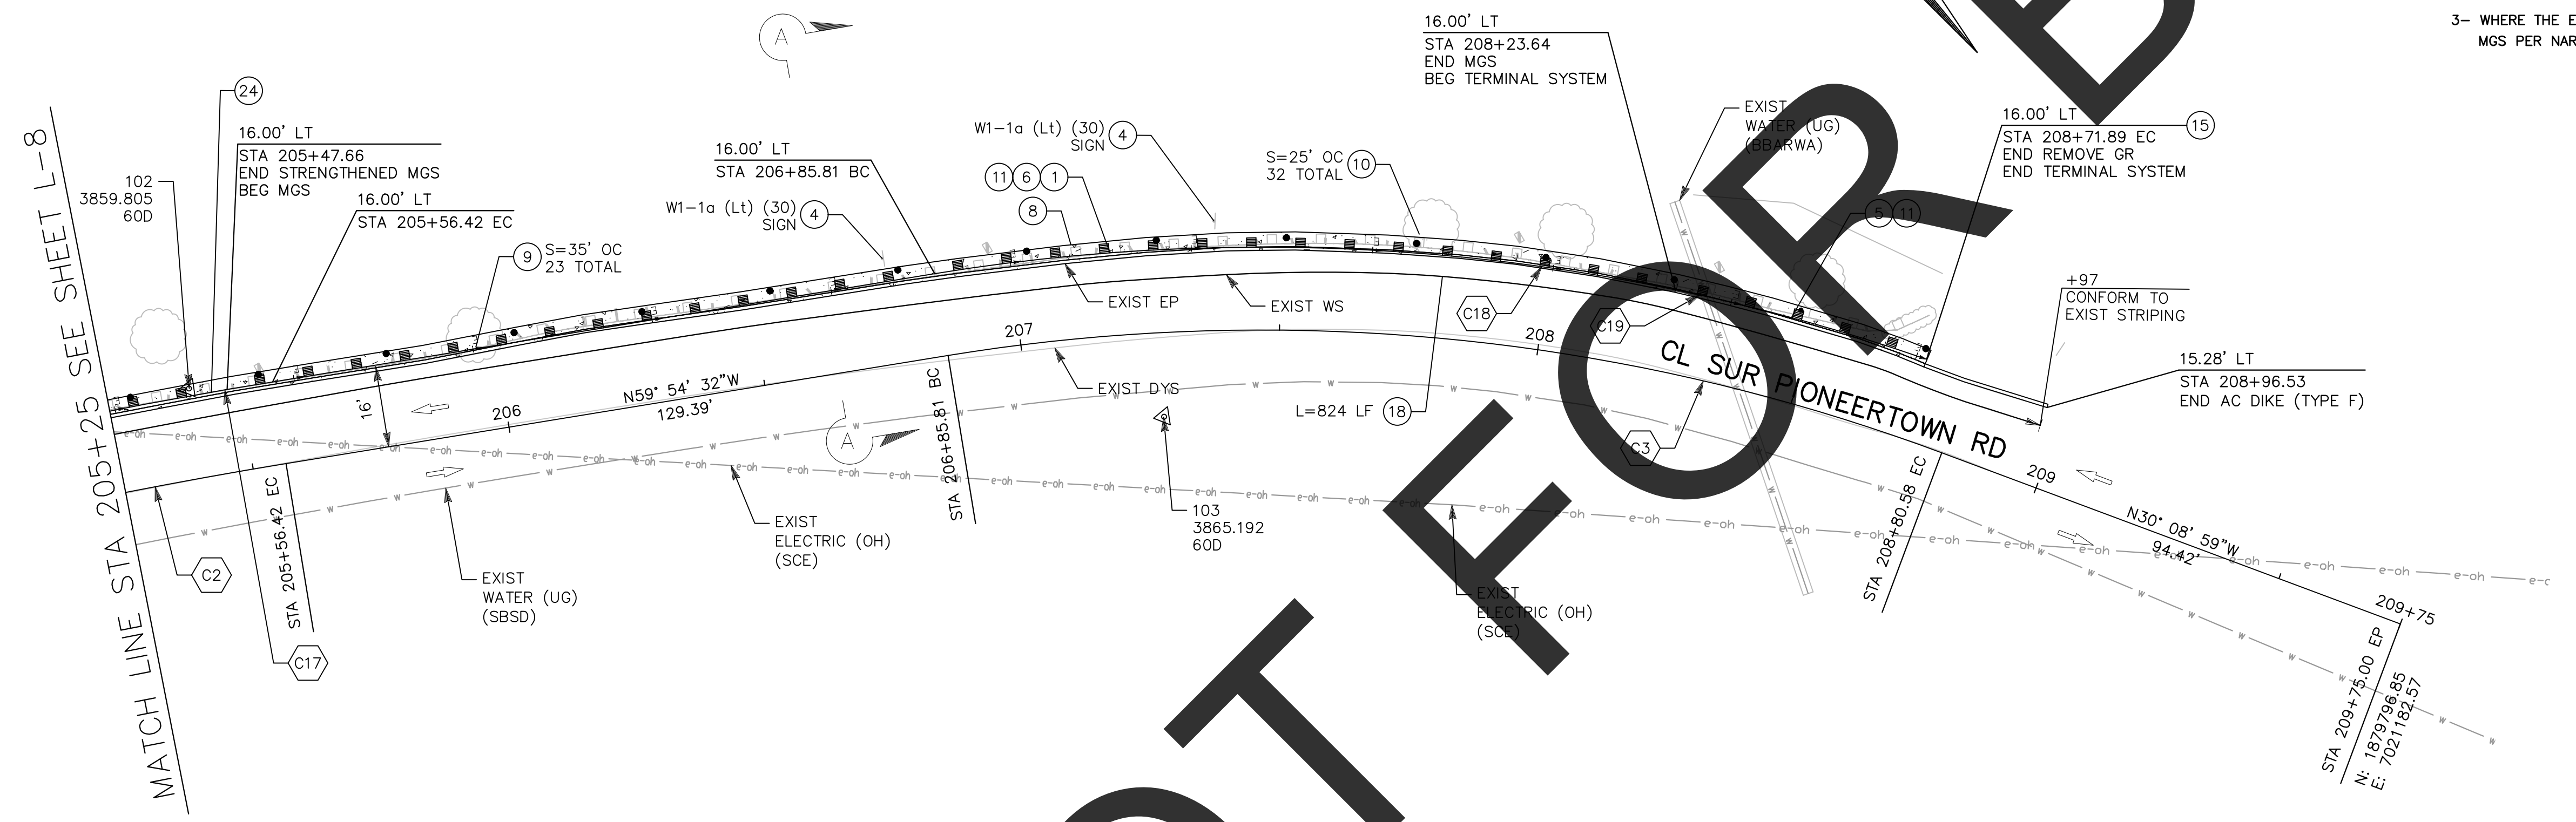 3- WHERE THE E
MGS PER NAR
A
16.00' LT
STA 208+23.64
END MGS
BEG TERMINAL SYSTEM
24
16.00' LT
STA 205+47.66
END STRENGTHENED MGS
BEG MGS
102
3859.805
60D
16.00' LT
STA 205+56.42 EC
9
S=35' OC
23 TOTAL
16.00' LT
STA 206+85.81 BC
W1-1a (Lt) (30)
SIGN
4
11 6 1
8
W1-1a (Lt) (30)
SIGN
4
S=25' OC
32 TOTAL
10
EXIST
WATER (UG)
(BBARWA)
16.00' LT
15
STA 208+71.89 EC
END REMOVE GR
END TERMINAL SYSTEM
5 11
+97
CONFORM TO
EXIST STRIPING
15.28' LT
STA 208+96.53
END AC DIKE (TYPE F)
MATCH LINE STA 205+25 SEE SHEET L-8
16'
206
N59° 54' 32"W
129.39'
207
EXIST EP
EXIST WS
EXIST DYS
C18
C19
208
CL SUR PIONEERTOWN RD
L=824 LF
18
C3
A
STA 206+85.81 BC
103
3865.192
60D
EXIST
ELECTRIC (OH)
(SCE)
EXIST
WATER (UG)
(SBSD)
C2
STA 205+56.42 EC
C17
EXIST
ELECTRIC (OH)
(SCE)
STA 208+80.58 EC
209
N30° 08' 59"W
94.42'
209+75
STA 209+75.00 EP
N: 1879796.85
E: 7021182.57
e-oh e-oh e-oh e-oh
w w w w
T FOR B